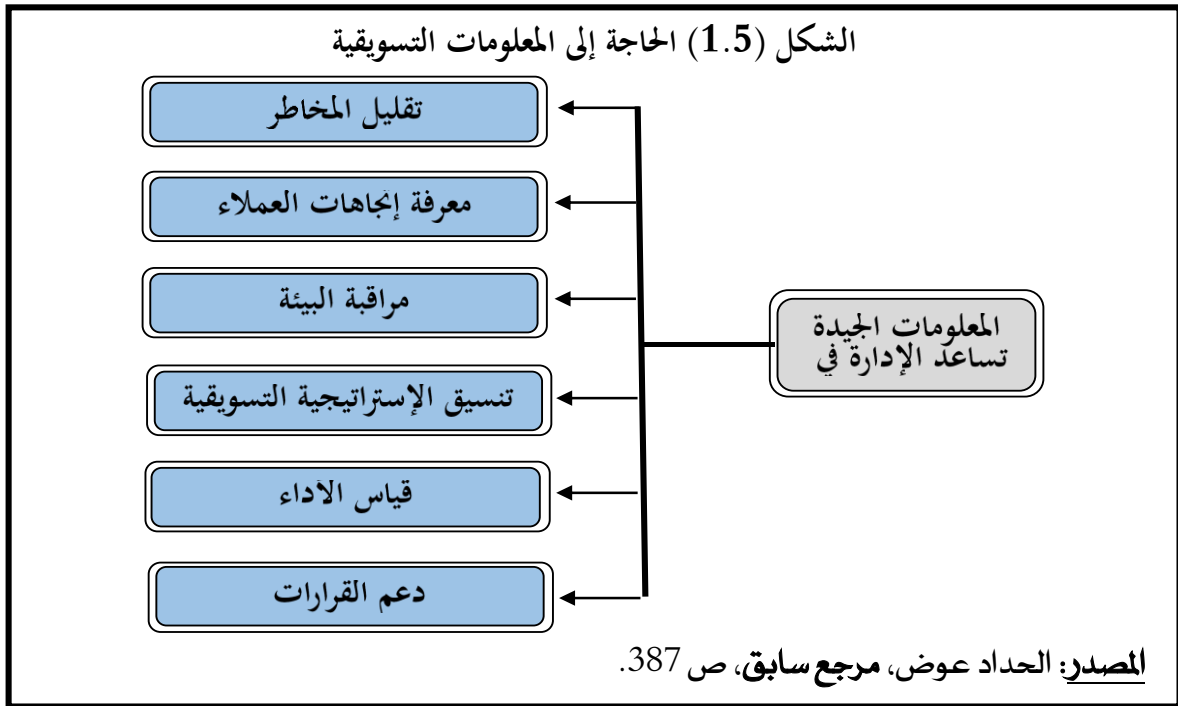 الشكل (1.5) الحاجة إلى المعلومات التسويقية
المعلومات الجيدة
تساعد الإدارة في
تقليل المخاطر
معرفة إتجاهات العملاء
مراقبة البيئة
تنسيق الإستراتيجية التسويقية
قياس الأداء
دعم القرارات
المصدر: الحداد عوض، مرجع سابق، ص 387.